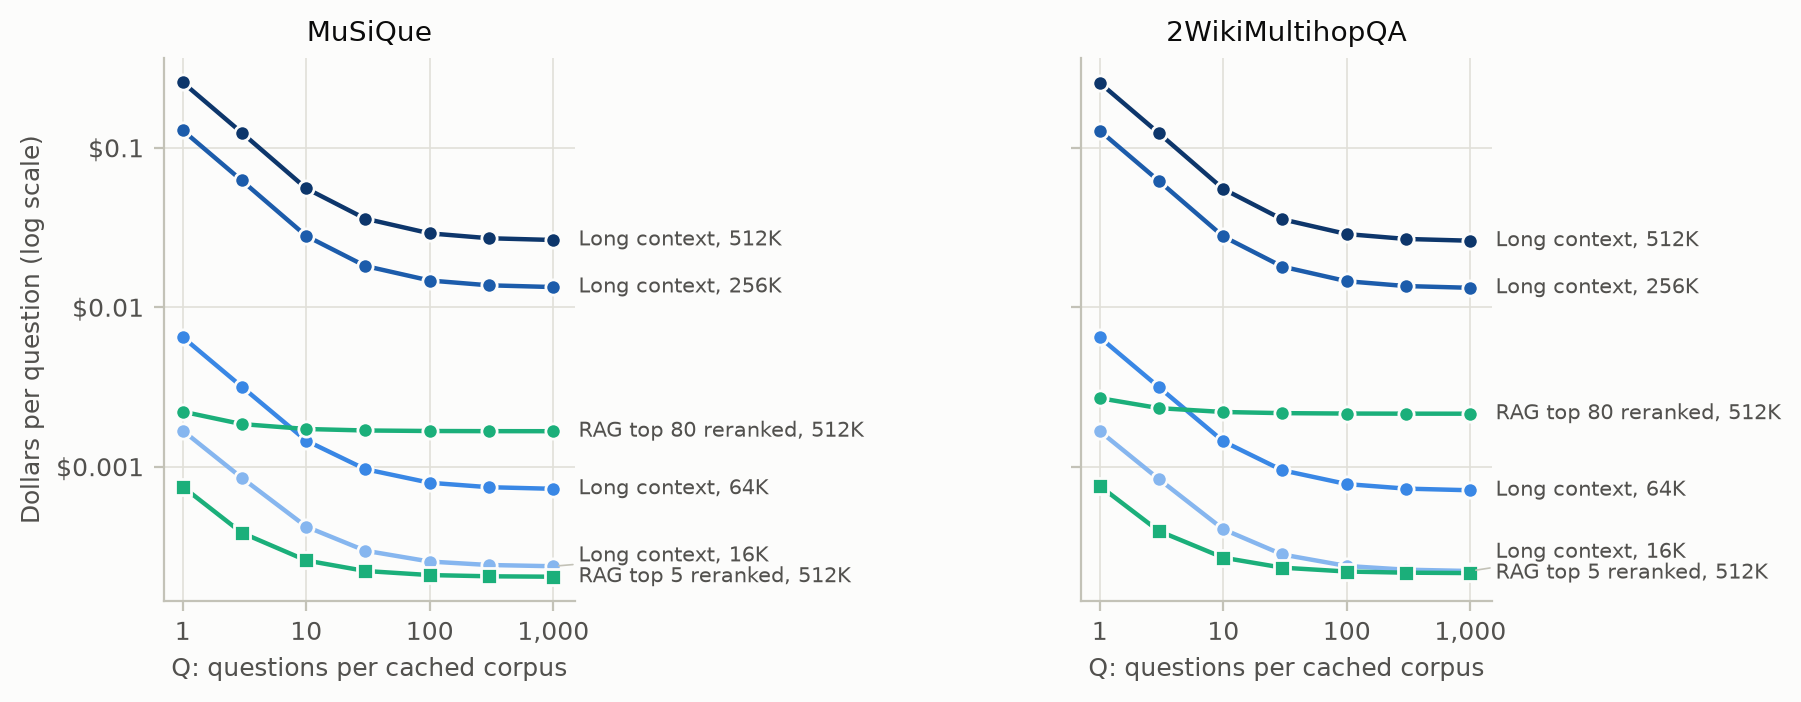 MuSiQue
2WikiMultihopQA
Dollars per question (log scale)
$0.1
$0.01
$0.001
Long context, 512K
Long context, 256K
RAG top 80 reranked, 512K
Long context, 64K
Long context, 16K
RAG top 5 reranked, 512K
1 10 100 1,000
Q: questions per cached corpus
Long context, 512K
Long context, 256K
RAG top 80 reranked, 512K
Long context, 64K
Long context, 16K
RAG top 5 reranked, 512K
1 10 100 1,000
Q: questions per cached corpus